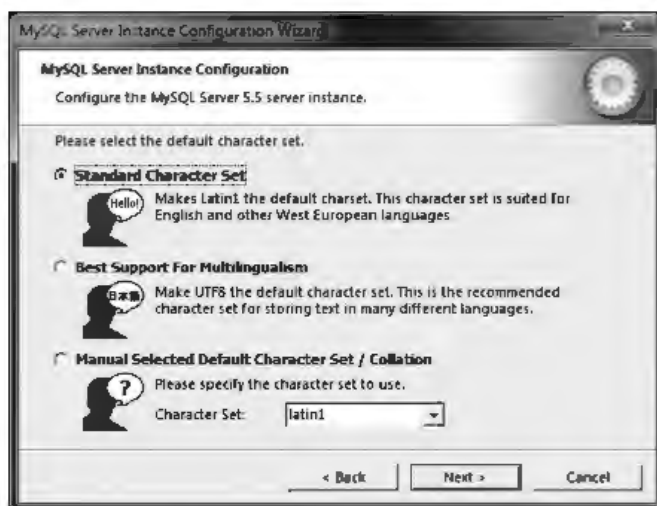 MySQL Server Instance Configuration Wizard
MySQL Server Instance Configuration
Configure the MySQL Server 5.5 server instance.
Please select the default character set.
Standard Character Set
Hello!
Makes Latin1 the default charset. This character set is suited for
English and other West European languages
Best Support For Multilingualism
日本語
Make UTF8 the default character set. This is the recommended
character set for storing text in many different languages.
Manual Selected Default Character Set / Collation
?
Please specify the character set to use.
Character Set: latin1
< Back Next > Cancel